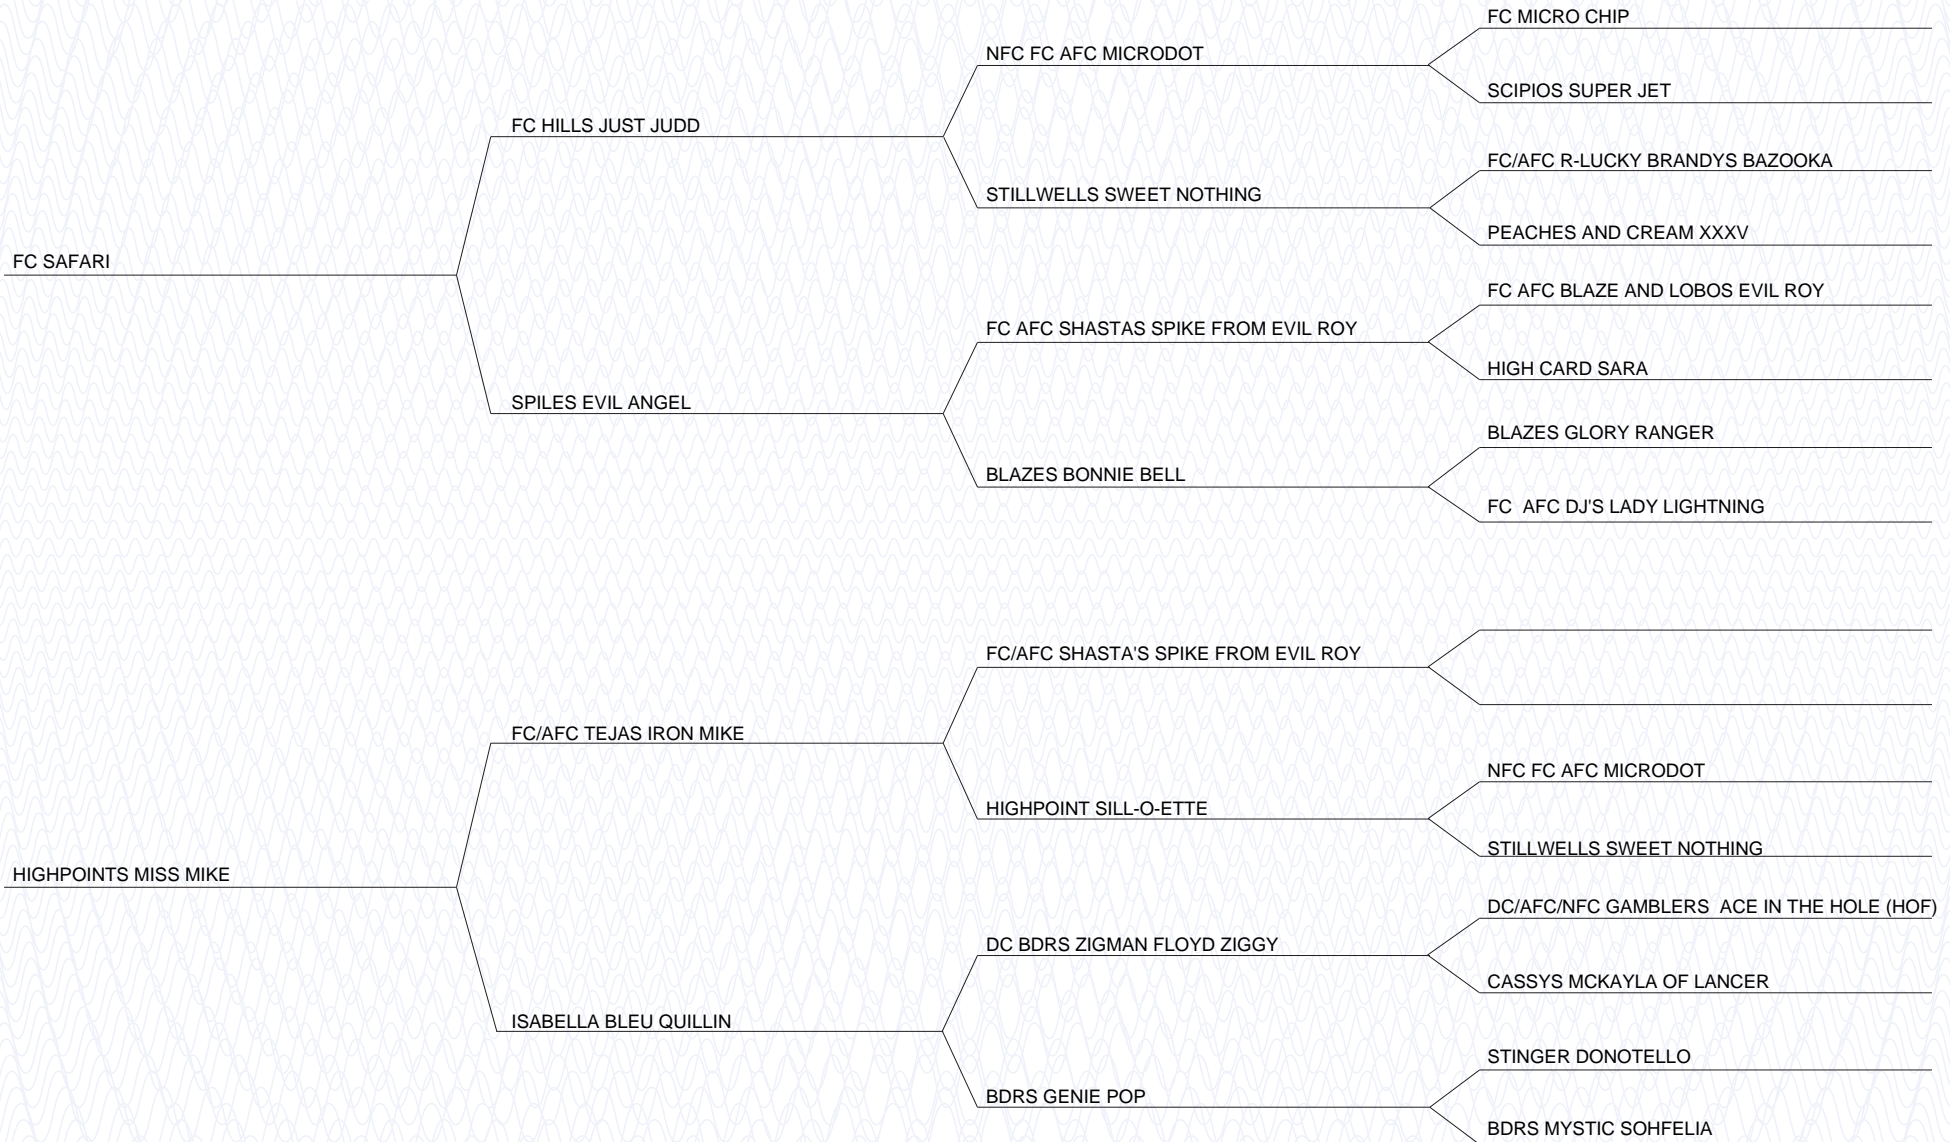 FC MICRO CHIP
NFC FC AFC MICRODOT
SCIPIOS SUPER JET
FC HILLS JUST JUDD
FC/AFC R-LUCKY BRANDYS BAZOOKA
STILLWELLS SWEET NOTHING
PEACHES AND CREAM XXXV
FC SAFARI
FC AFC BLAZE AND LOBOS EVIL ROY
FC AFC SHASTAS SPIKE FROM EVIL ROY
HIGH CARD SARA
SPILES EVIL ANGEL
BLAZES GLORY RANGER
BLAZES BONNIE BELL
FC  AFC DJ'S LADY LIGHTNING
FC/AFC SHASTA'S SPIKE FROM EVIL ROY
FC/AFC TEJAS IRON MIKE
NFC FC AFC MICRODOT
HIGHPOINT SILL-O-ETTE
STILLWELLS SWEET NOTHING
HIGHPOINTS MISS MIKE
DC/AFC/NFC GAMBLERS  ACE IN THE HOLE (HOF)
DC BDRS ZIGMAN FLOYD ZIGGY
CASSYS MCKAYLA OF LANCER
ISABELLA BLEU QUILLIN
STINGER DONOTELLO
BDRS GENIE POP
BDRS MYSTIC SOHFELIA